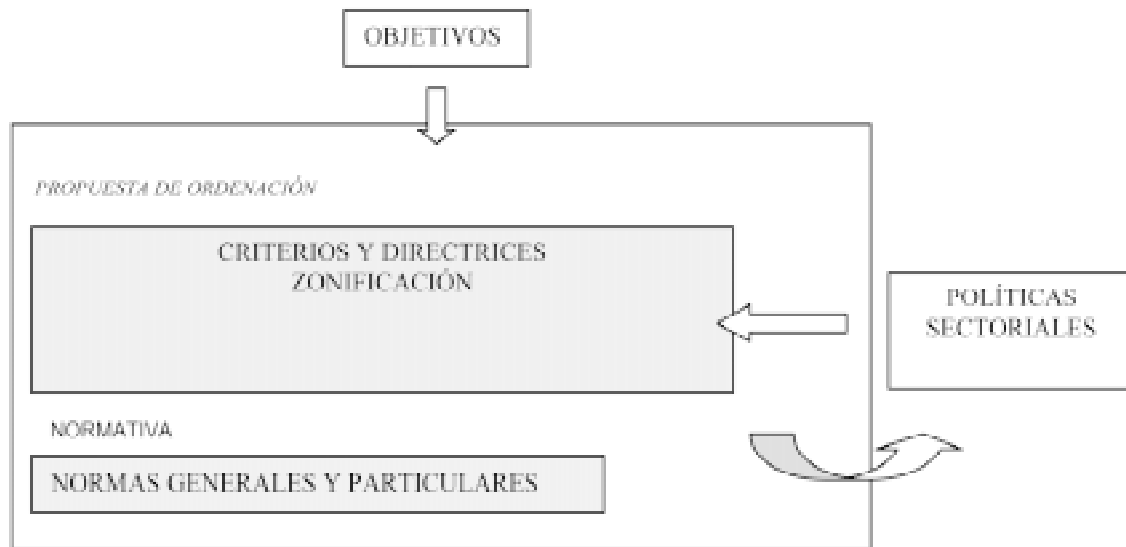 OBJETIVOS
PROPUESTA DE ORDENACIÓN
CRITERIOS Y DIRECTRICES
ZONIFICACIÓN
POLÍTICAS
SECTORIALES
NORMATIVA
NORMAS GENERALES Y PARTICULARES